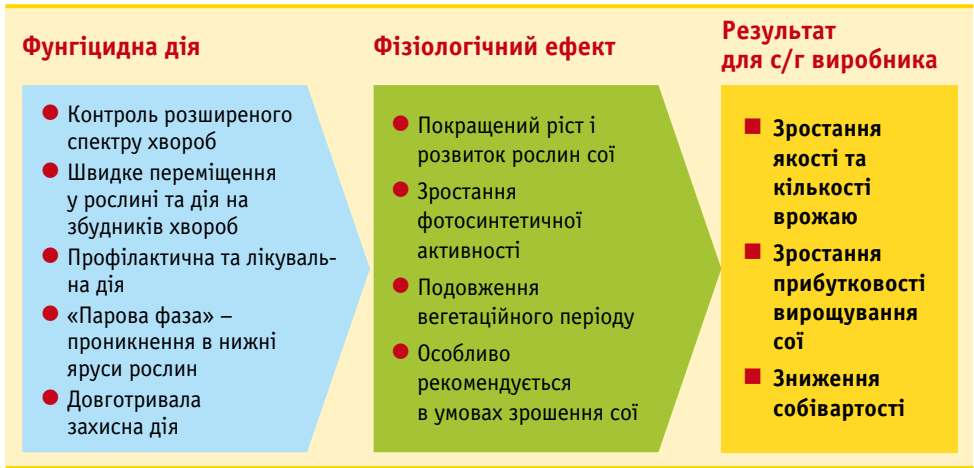 Фунгіцидна дія
● Контроль розширеного
спектру хвороб
● Швидке переміщення
у рослині та дія на
збудників хвороб
● Профілактична та лікуваль-
на дія
● «Парова фаза» –
проникнення в нижні
яруси рослин
● Довготривала
захисна дія
Фізіологічний ефект
● Покращений ріст і
розвиток рослин сої
● Зростання
фотосинтетичної
активності
● Подовження
вегетаційного періоду
● Особливо
рекомендується
в умовах зрошення сої
Результат
для с/г виробника
■ Зростання
якості та
кількості
врожаю
■ Зростання
прибутковості
вирощування
сої
■ Зниження
собівартості